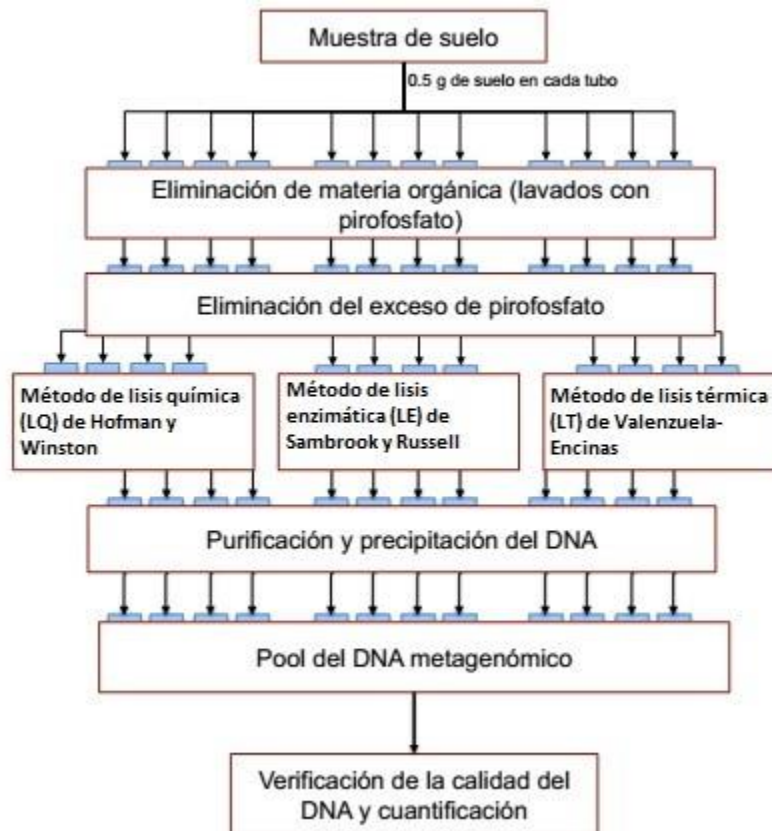 Muestra de suelo
0.5 g de suelo en cada tubo
Eliminación de materia orgánica (lavados con
pirofosfato)
Eliminación del exceso de pirofosfato
Método de lisis química
(LQ) de Hofman y
Winston
Método de lisis
enzimática (LE) de
Sambrook y Russell
Método de lisis térmica
(LT) de Valenzuela-
Encinas
Purificación y precipitación del DNA
Pool del DNA metagenómico
Verificación de la calidad del
DNA y cuantificación